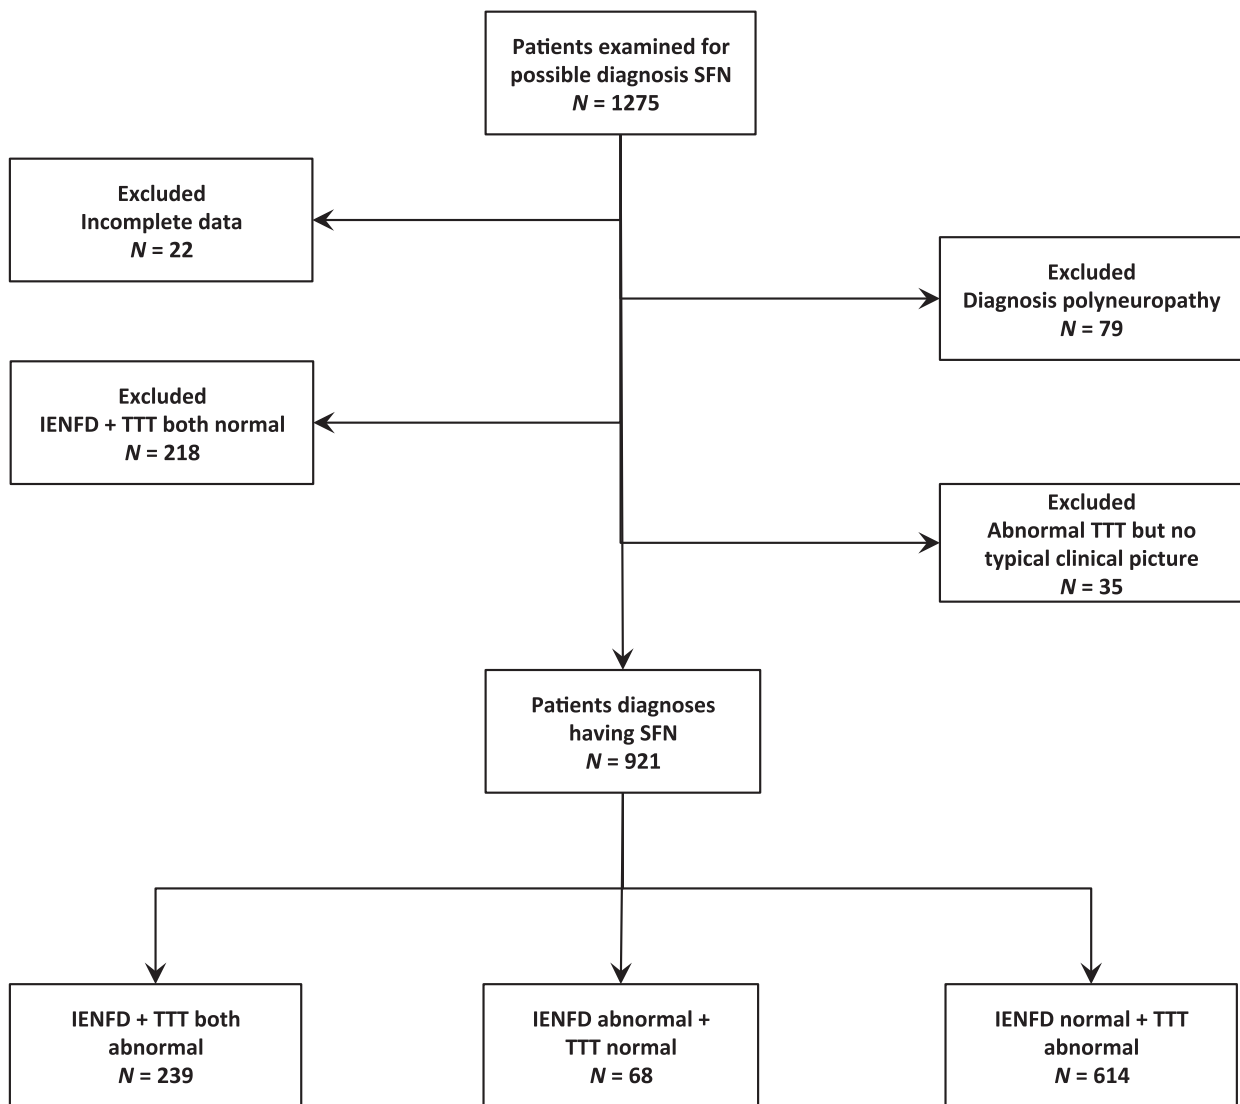 Patients examined for
possible diagnosis SFN
N = 1275
Excluded
Incomplete data
N = 22
Excluded
Diagnosis polyneuropathy
N = 79
Excluded
IENFD + TTT both normal
N = 218
Excluded
Abnormal TTT but no
typical clinical picture
N = 35
Patients diagnoses
having SFN
N = 921
IENFD + TTT both
abnormal
N = 239
IENFD abnormal +
TTT normal
N = 68
IENFD normal + TTT
abnormal
N = 614